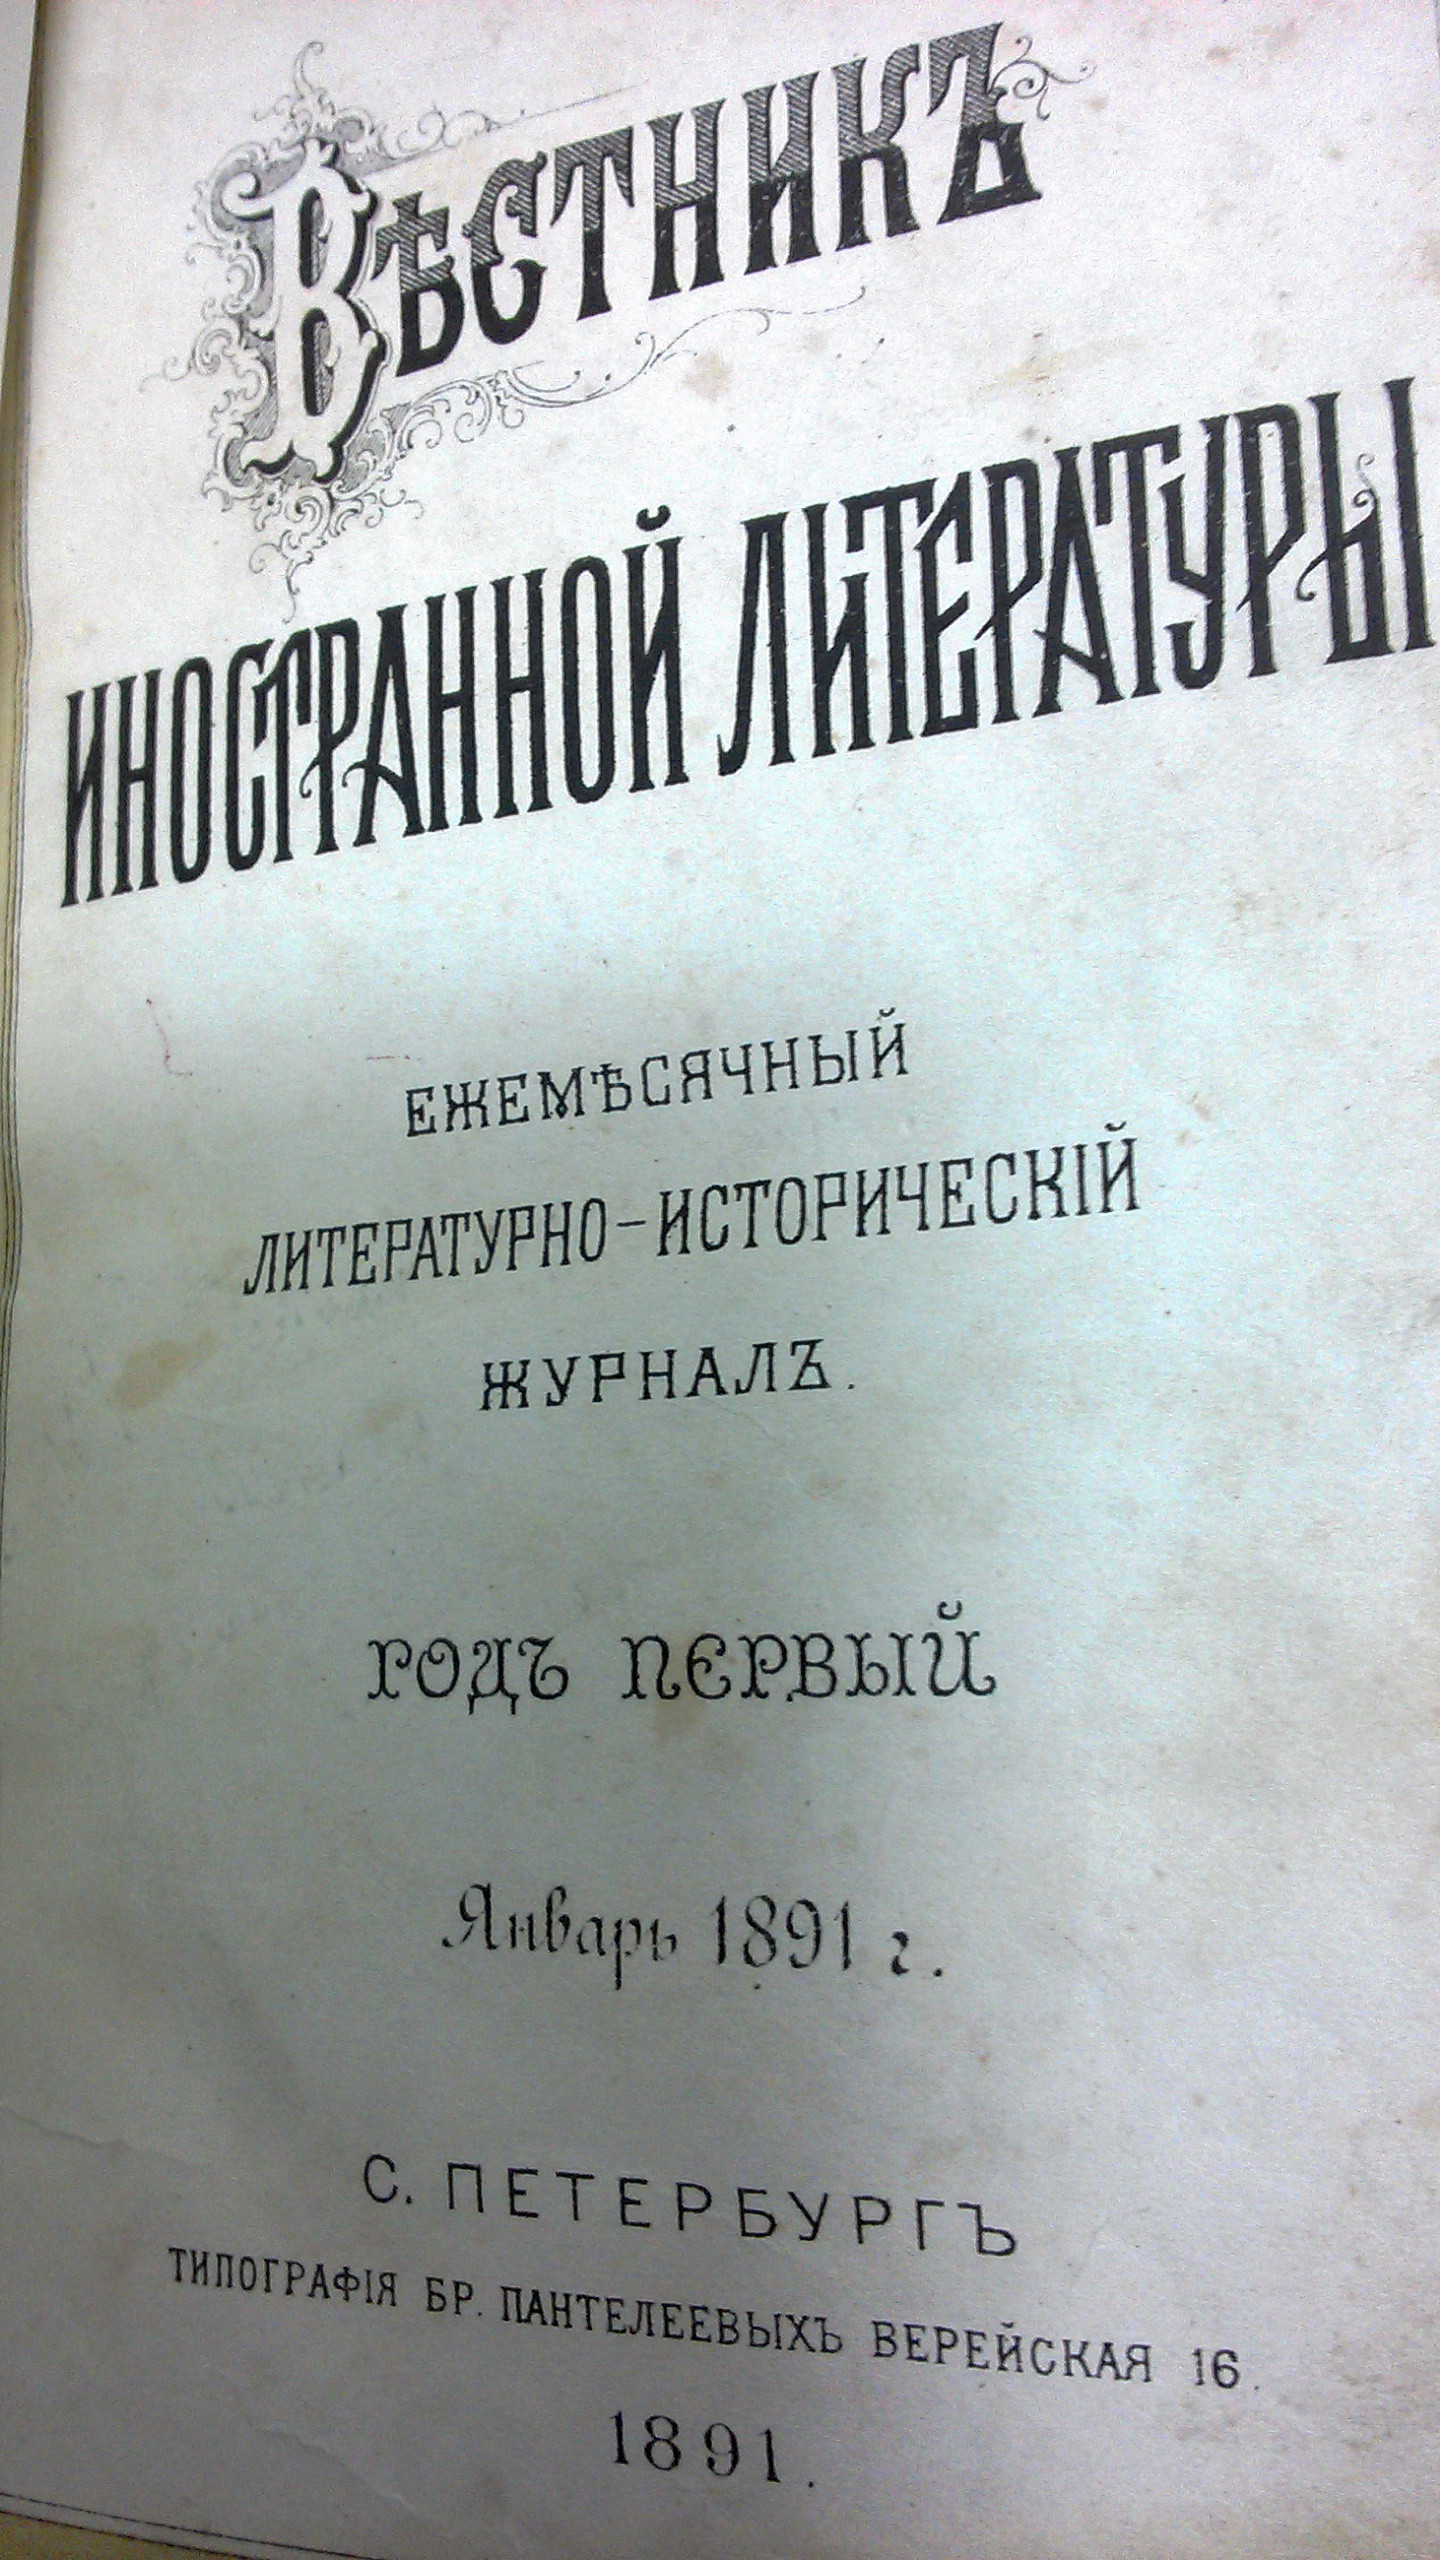 Вѣстникъ
ИНОСТРАННОЙ ЛИТЕРАТУРЫ
ЕЖЕМѢСЯЧНЫЙ
ЛИТЕРАТУРНО-ИСТОРИЧЕСКІЙ
ЖУРНАЛЪ.
ГОДЪ ПЕРВЫЙ
Январь 1891 г.
С. ПЕТЕРБУРГЪ
ТИПОГРАФІЯ БР. ПАНТЕЛЕЕВЫХЪ ВЕРЕЙСКАЯ 16.
1891.